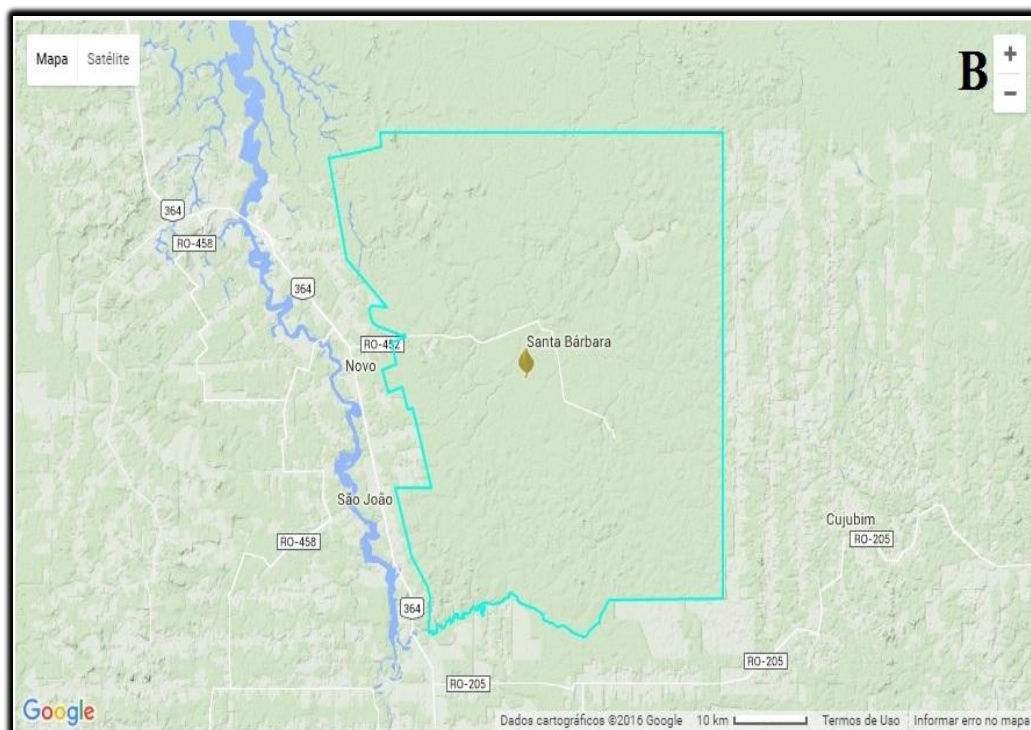 Mapa Satélite
B
+
−
364
RO-458
364
Santa Bárbara
RO-452
Novo
São João
Cujubim
RO-205
RO-458
364
RO-205
RO-205
Google
Dados cartográficos ©2016 Google 10 km Termos de Uso Informar erro no mapa